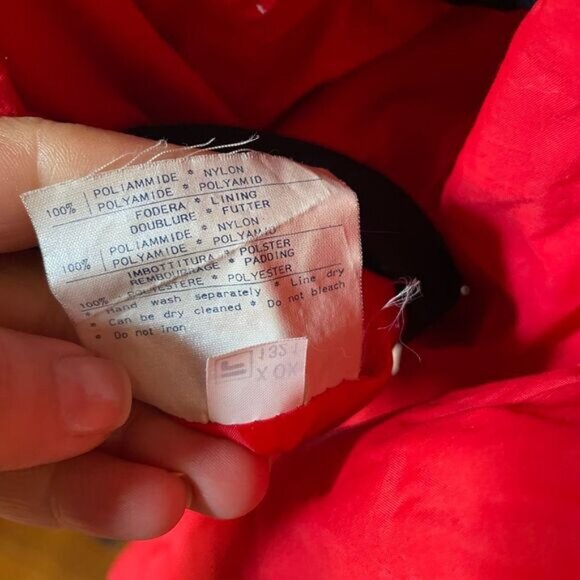 100% POLIAMMIDE * NYLON
POLYAMIDE * POLYAMID
FODERA * LINING
DOUBLURE * FUTTER
100% POLIAMMIDE * NYLON
POLYAMIDE * POLYAMID
IMBOTTITURA * POLSTER
REMBOURRAGE * PADDING
100% POLIESTERE * POLYESTER
* Hand wash separately * Line dry
* Can be dry cleaned * Do not bleach
* Do not iron